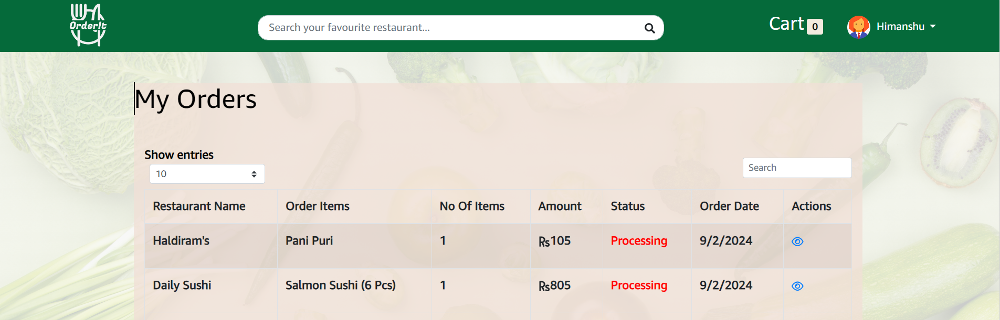 OrderIt
Search your favourite restaurant...
Cart 0
Himanshu
My Orders
Show entries
10
Search
Restaurant Name Order Items No Of Items Amount Status Order Date Actions
Haldiram's Pani Puri 1 ₨105 Processing 9/2/2024
Daily Sushi Salmon Sushi (6 Pcs) 1 ₨805 Processing 9/2/2024